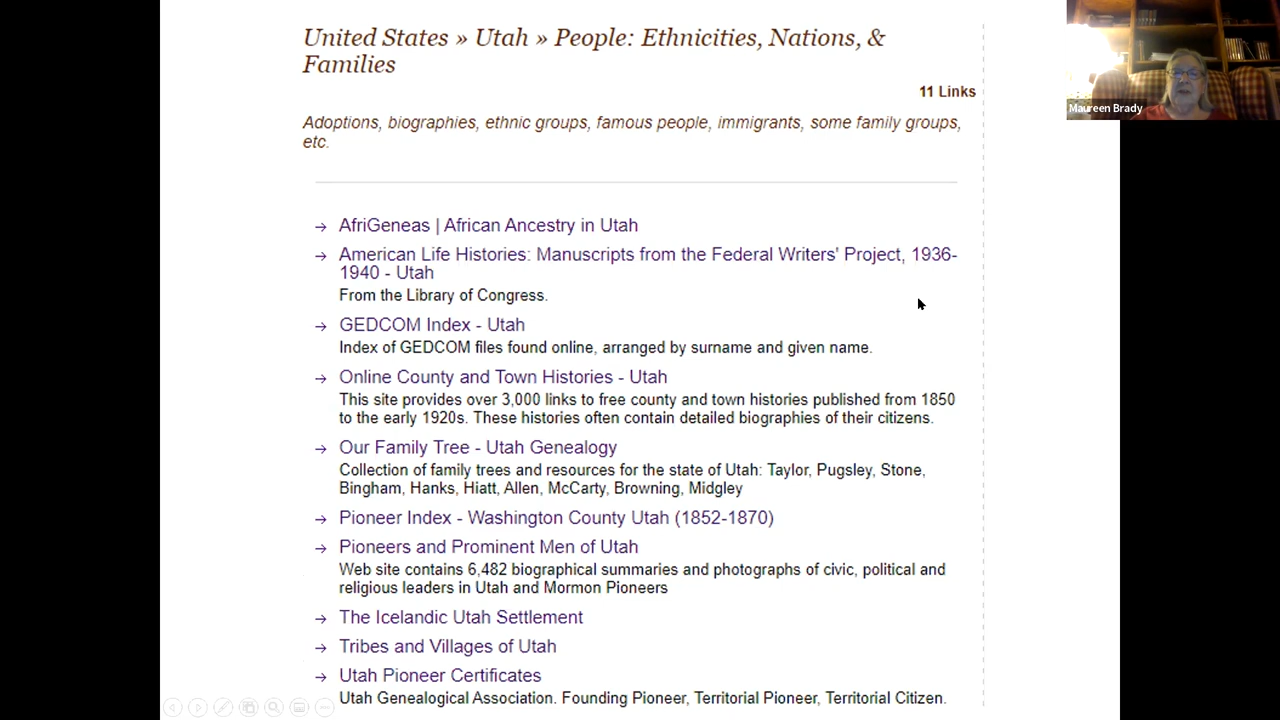 United States » Utah » People: Ethnicities, Nations, &
Families
11 Links
Adoptions, biographies, ethnic groups, famous people, immigrants, some family groups,
etc.
→ AfriGeneas | African Ancestry in Utah
→ American Life Histories: Manuscripts from the Federal Writers' Project, 1936-
1940 - Utah
From the Library of Congress.
→ GEDCOM Index - Utah
Index of GEDCOM files found online, arranged by surname and given name.
→ Online County and Town Histories - Utah
This site provides over 3,000 links to free county and town histories published from 1850
to the early 1920s. These histories often contain detailed biographies of their citizens.
→ Our Family Tree - Utah Genealogy
Collection of family trees and resources for the state of Utah: Taylor, Pugsley, Stone,
Bingham, Hanks, Hiatt, Allen, McCarty, Browning, Midgley
→ Pioneer Index - Washington County Utah (1852-1870)
→ Pioneers and Prominent Men of Utah
Web site contains 6,482 biographical summaries and photographs of civic, political and
religious leaders in Utah and Mormon Pioneers
→ The Icelandic Utah Settlement
→ Tribes and Villages of Utah
→ Utah Pioneer Certificates
Utah Genealogical Association. Founding Pioneer, Territorial Pioneer, Territorial Citizen.
Maureen Brady